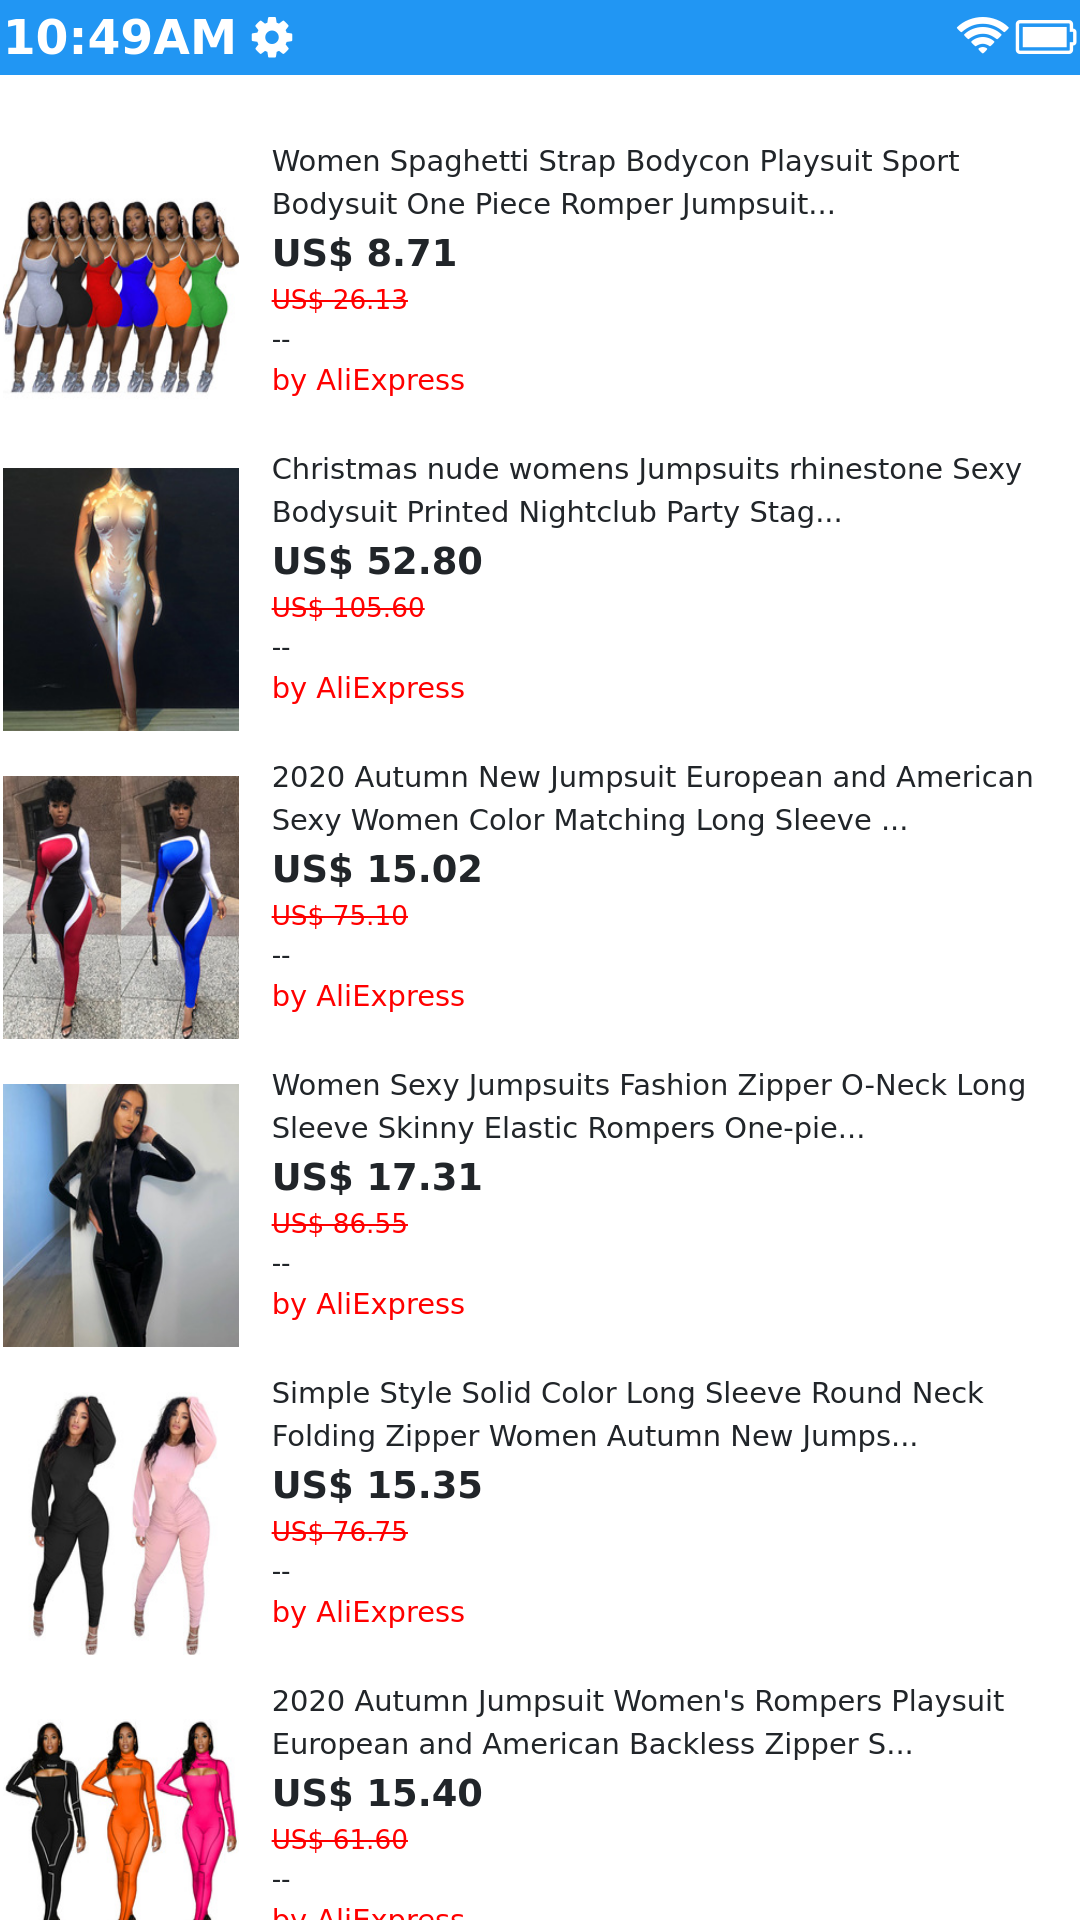 10:49AM
Women Spaghetti Strap Bodycon Playsuit Sport
Bodysuit One Piece Romper Jumpsuit...
US$ 8.71
US$ 26.13
--
by AliExpress
Christmas nude womens Jumpsuits rhinestone Sexy
Bodysuit Printed Nightclub Party Stag...
US$ 52.80
US$ 105.60
--
by AliExpress
2020 Autumn New Jumpsuit European and American
Sexy Women Color Matching Long Sleeve ...
US$ 15.02
US$ 75.10
--
by AliExpress
Women Sexy Jumpsuits Fashion Zipper O-Neck Long
Sleeve Skinny Elastic Rompers One-pie...
US$ 17.31
US$ 86.55
--
by AliExpress
Simple Style Solid Color Long Sleeve Round Neck
Folding Zipper Women Autumn New Jumps...
US$ 15.35
US$ 76.75
--
by AliExpress
2020 Autumn Jumpsuit Women's Rompers Playsuit
European and American Backless Zipper S...
US$ 15.40
US$ 61.60
--
by AliExpress